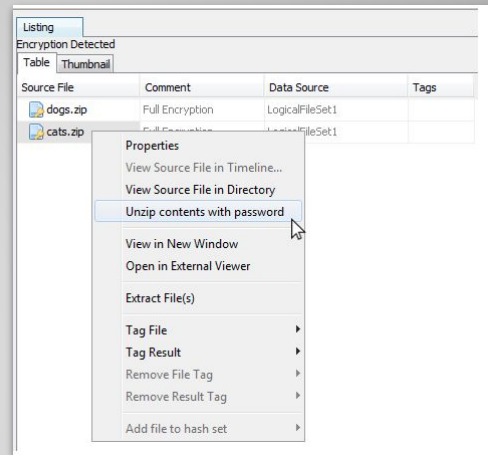 Listing
Encryption Detected
Table Thumbnail
Source File Comment Data Source Tags
dogs.zip Full Encryption LogicalFileSet1
cats.zip Full Encryption LogicalFileSet1
Properties
View Source File in Timeline...
View Source File in Directory
Unzip contents with password
View in New Window
Open in External Viewer
Extract File(s)
Tag File
Tag Result
Remove File Tag
Remove Result Tag
Add file to hash set